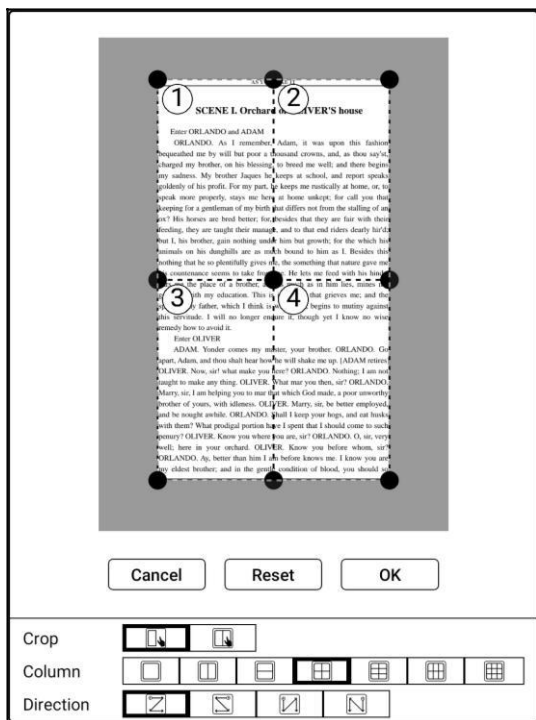 1
2
3
4
SCENE I. Orchard OLIVER'S house
Enter ORLANDO and ADAM
ORLANDO. As I remember, Adam, it was upon this fashion
bequeathed me by will but poor a thousand crowns, and, as thou say'st,
charged my brother, on his blessing, to breed me well; and there begins
my sadness. My brother Jaques he keeps at school, and report speaks
goldenly of his profit. For my part, he keeps me rustically at home, or, to
speak more properly, stays me here at home unkept; for call you that
keeping for a gentleman of my birth that differs not from the stalling of an
ox? His horses are bred better; for, besides that they are fair with their
feeding, they are taught their manage, and to that end riders dearly hir'd;
but I, his brother, gain nothing under him but growth; for the which his
animals on his dunghills are as much bound to him as I. Besides this
nothing that he so plentifully gives me, the something that nature gave me
his countenance seems to take from me. He lets me feed with his hinds,
the place of a brother, as in him lies, mines
my education. This is that grieves me; and the
my father, which I think is begins to mutiny against
this servitude. I will no longer endure it, though yet I know no wise
remedy how to avoid it.
Enter OLIVER
ADAM. Yonder comes my master, your brother. ORLANDO. Go
apart, Adam, and thou shalt hear how he will shake me up. [ADAM retires]
OLIVER. Now, sir! what make you here? ORLANDO. Nothing; I am not
taught to make any thing. OLIVER. What mar you then, sir? ORLANDO.
Marry, sir, I am helping you to mar that which God made, a poor unworthy
brother of yours, with idleness. OLIVER. Marry, sir, be better employed,
and be nought awhile. ORLANDO. Shall I keep your hogs, and eat husks
with them? What prodigal portion have I spent that I should come to such
penury? OLIVER. Know you where you are, sir? ORLANDO. O, sir, very
well; here in your orchard. OLIVER. Know you before whom, sir?
ORLANDO. Ay, better than him I am before knows me. I know you are
my eldest brother; and in the gentle condition of blood, you should so
Cancel Reset OK
Crop
Column
Direction